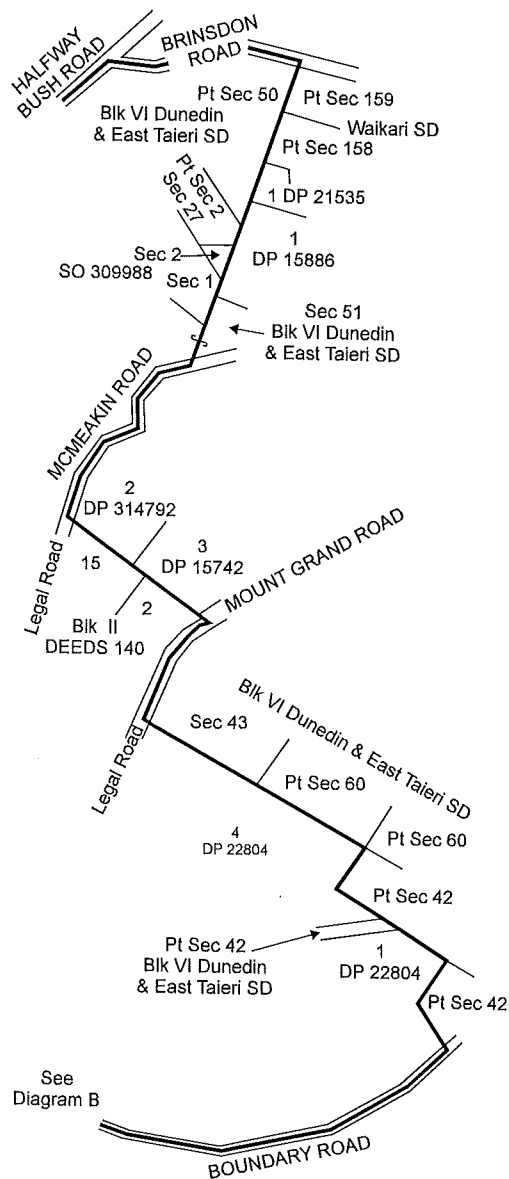 HALFWAY
BUSH ROAD
BRINSDON
ROAD
Pt Sec 50
Pt Sec 159
Blk VI Dunedin
& East Taieri SD
Waikari SD
Pt Sec 158
Pt Sec 2
Sec 27
1 DP 21535
1
DP 15886
Sec 2
SO 309988
Sec 1
Sec 51
Blk VI Dunedin
& East Taieri SD
MCMEAKIN ROAD
2
DP 314792
Legal Road
15
3
DP 15742
MOUNT GRAND ROAD
2
Blk II
DEEDS 140
Legal Road
Sec 43
Blk VI Dunedin & East Taieri SD
Pt Sec 60
4
DP 22804
Pt Sec 60
Pt Sec 42
Pt Sec 42
Blk VI Dunedin
& East Taieri SD
1
DP 22804
Pt Sec 42
See
Diagram B
BOUNDARY ROAD